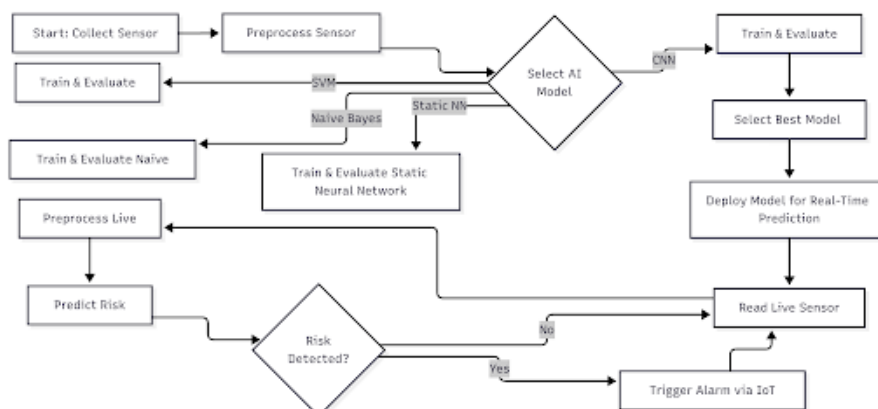 Start: Collect Sensor
Preprocess Sensor
Select AI
Model
Train & Evaluate
CNN
SVM
Train & Evaluate
Static NN
Naive Bayes
Select Best Model
Train & Evaluate Naive
Train & Evaluate Static
Neural Network
Deploy Model for Real-Time
Prediction
Preprocess Live
Predict Risk
Read Live Sensor
Risk
Detected?
No
Yes
Trigger Alarm via IoT